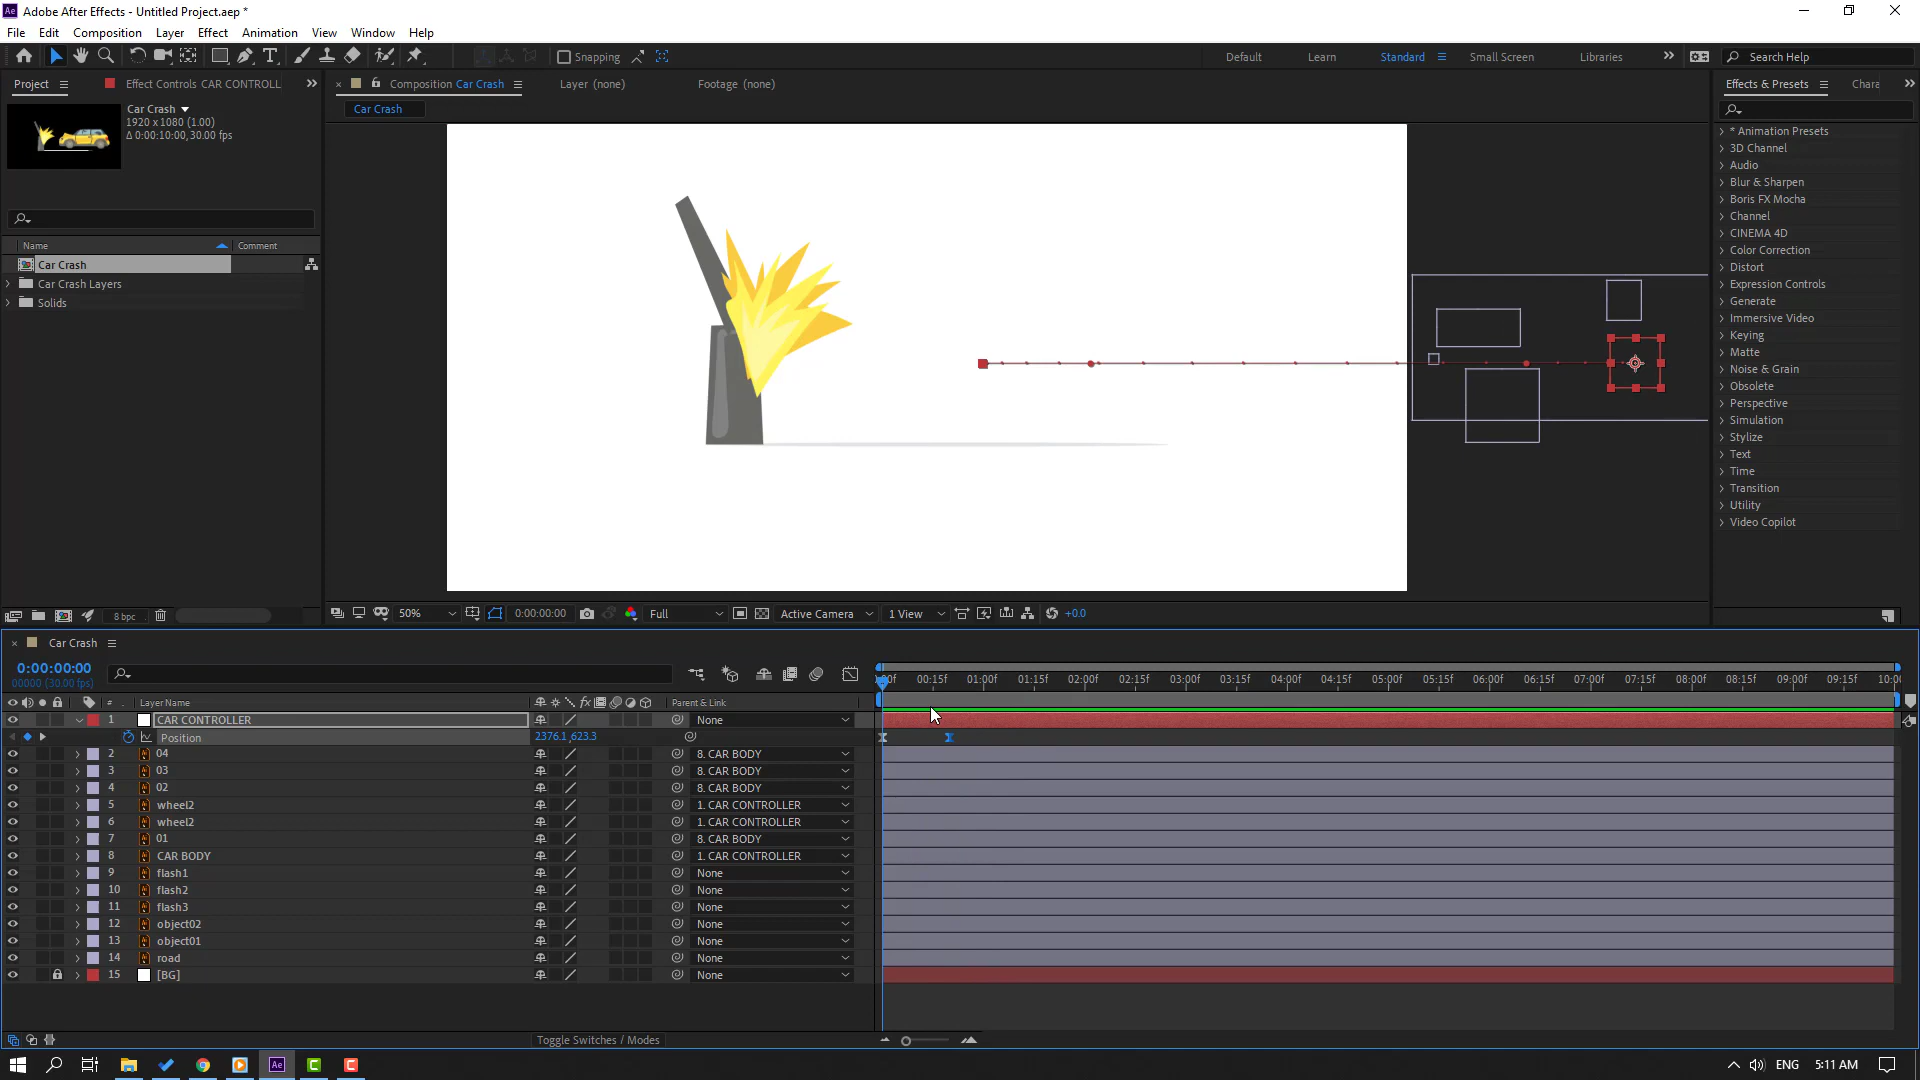 Adobe After Effects - Untitled Project.aep *
File Edit Composition Layer Effect Animation View Window Help
Snapping
Default Learn Standard Small Screen Libraries Search Help
Project Effect Controls CAR CONTROLL
Composition Car Crash Layer (none) Footage (none)
Effects & Presets Chara
Car Crash
1920 x 1080 (1.00)
Δ 0:00:10:00, 30.00 fps
Car Crash
Name Comment
Car Crash
Car Crash Layers
Solids
8 bpc
50% 0:00:00:00 Full Active Camera 1 View +0.0
* Animation Presets
3D Channel
Audio
Blur & Sharpen
Boris FX Mocha
Channel
CINEMA 4D
Color Correction
Distort
Expression Controls
Generate
Immersive Video
Keying
Matte
Noise & Grain
Obsolete
Perspective
Simulation
Stylize
Text
Time
Transition
Utility
Video Copilot
Car Crash
0:00:00:00
00000 (30.00 fps)
:00f 00:15f 01:00f 01:15f 02:00f 02:15f 03:00f 03:15f 04:00f 04:15f 05:00f 05:15f 06:00f 06:15f 07:00f 07:15f 08:00f 08:15f 09:00f 09:15f 10:00
# Layer Name fx Parent & Link
1 CAR CONTROLLER None
Position 2376.1,623.3
2 04 8. CAR BODY
3 03 8. CAR BODY
4 02 8. CAR BODY
5 wheel2 1. CAR CONTROLLER
6 wheel2 1. CAR CONTROLLER
7 01 8. CAR BODY
8 CAR BODY 1. CAR CONTROLLER
9 flash1 None
10 flash2 None
11 flash3 None
12 object02 None
13 object01 None
14 road None
15 [BG] None
Toggle Switches / Modes
Ae ENG 5:11 AM